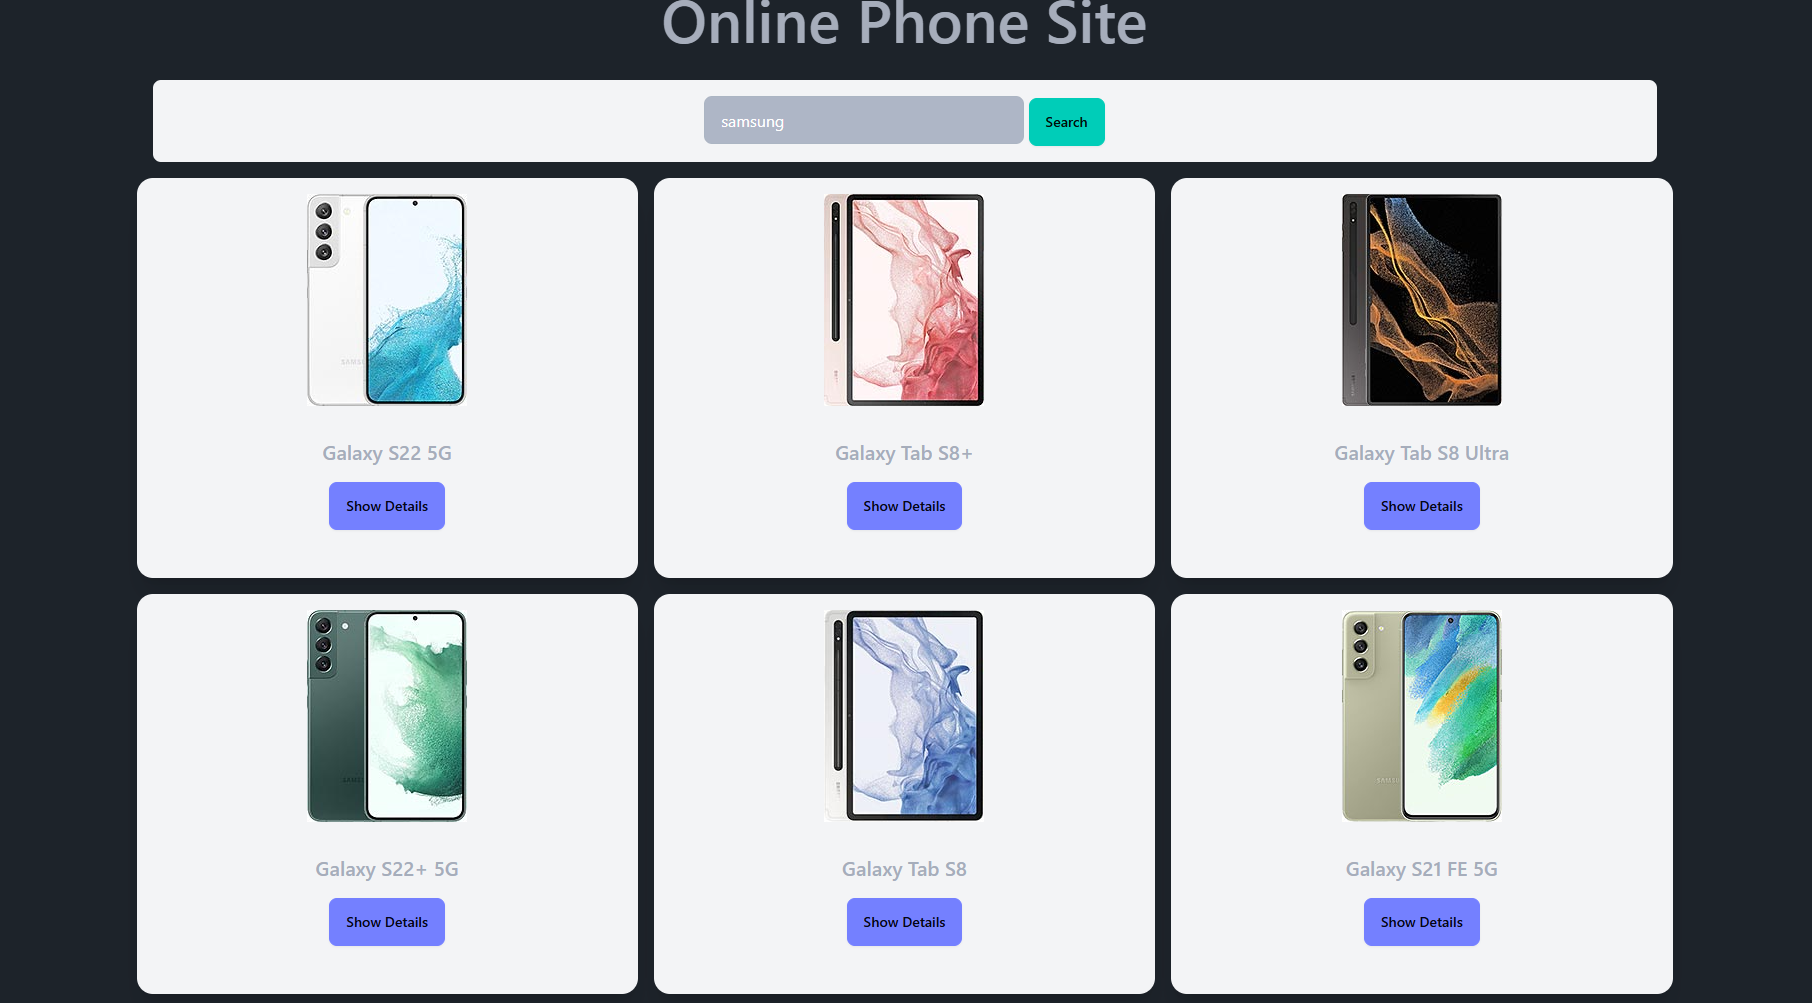 Online Phone Site
samsung
Search
Galaxy S22 5G
Galaxy Tab S8+
Galaxy Tab S8 Ultra
Show Details
Show Details
Show Details
Galaxy S22+ 5G
Galaxy Tab S8
Galaxy S21 FE 5G
Show Details
Show Details
Show Details